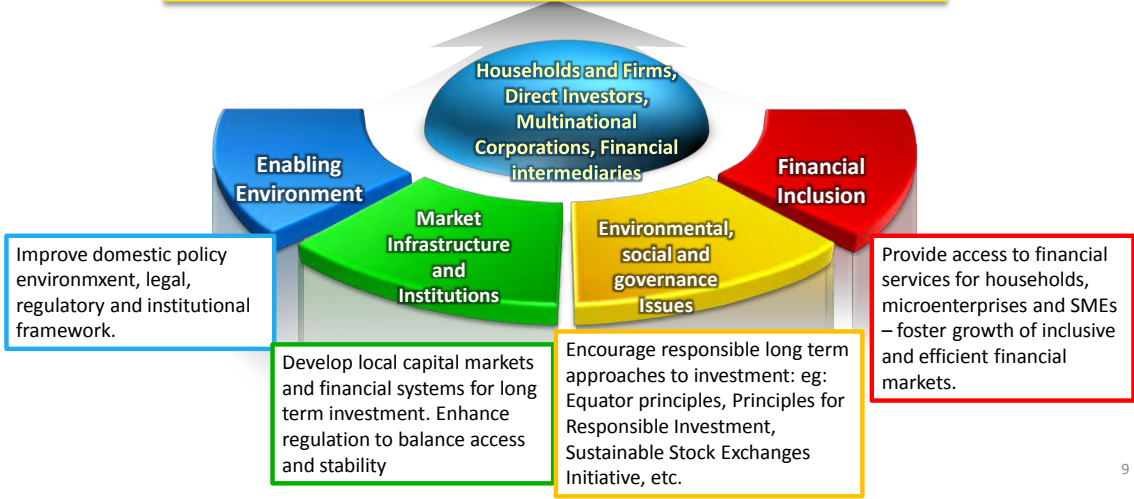 Households and Firms,
Direct Investors,
Multinational
Corporations, Financial
intermediaries
Enabling
Environment
Market
Infrastructure
and
Institutions
Environmental,
social and
governance
Issues
Financial
Inclusion
Improve domestic policy
environmxent, legal,
regulatory and institutional
framework.
Develop local capital markets
and financial systems for long
term investment. Enhance
regulation to balance access
and stability
Encourage responsible long term
approaches to investment: eg:
Equator principles, Principles for
Responsible Investment,
Sustainable Stock Exchanges
Initiative, etc.
Provide access to financial
services for households,
microenterprises and SMEs
– foster growth of inclusive
and efficient financial
markets.
9